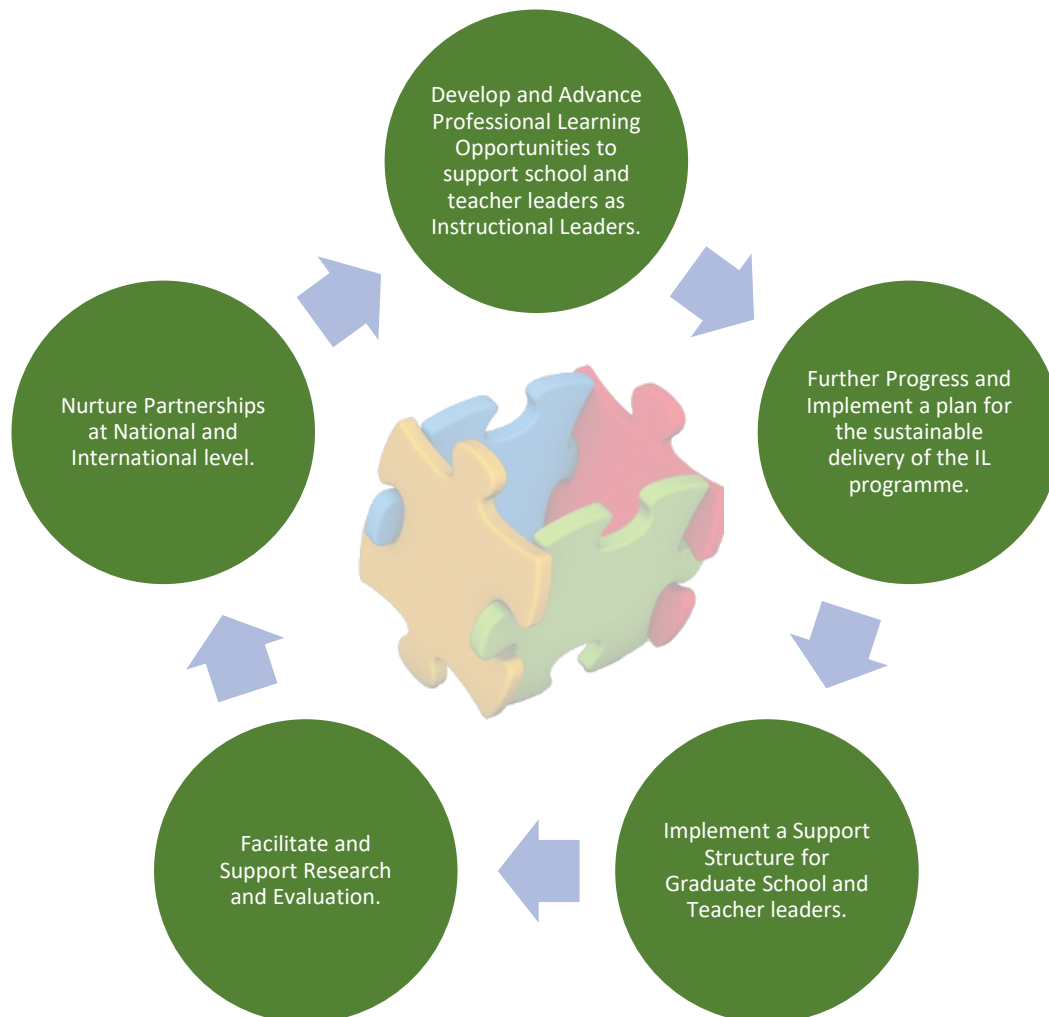 Develop and Advance
Professional Learning
Opportunities to
support school and
teacher leaders as
Instructional Leaders.
Further Progress and
Implement a plan for
the sustainable
delivery of the IL
programme.
Implement a Support
Structure for
Graduate School and
Teacher leaders.
Facilitate and
Support Research
and Evaluation.
Nurture Partnerships
at National and
International level.